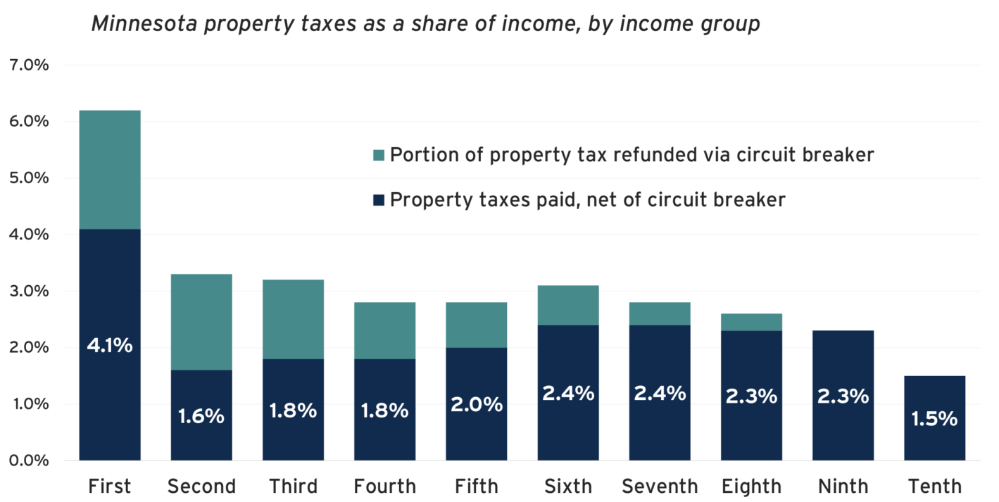 Minnesota property taxes as a share of income, by income group
7.0%
6.0%
5.0%
4.0%
3.0%
2.0%
1.0%
0.0%
Portion of property tax refunded via circuit breaker
Property taxes paid, net of circuit breaker
4.1%
1.6%
1.8%
1.8%
2.0%
2.4%
2.4%
2.3%
2.3%
1.5%
First
Second
Third
Fourth
Fifth
Sixth
Seventh
Eighth
Ninth
Tenth